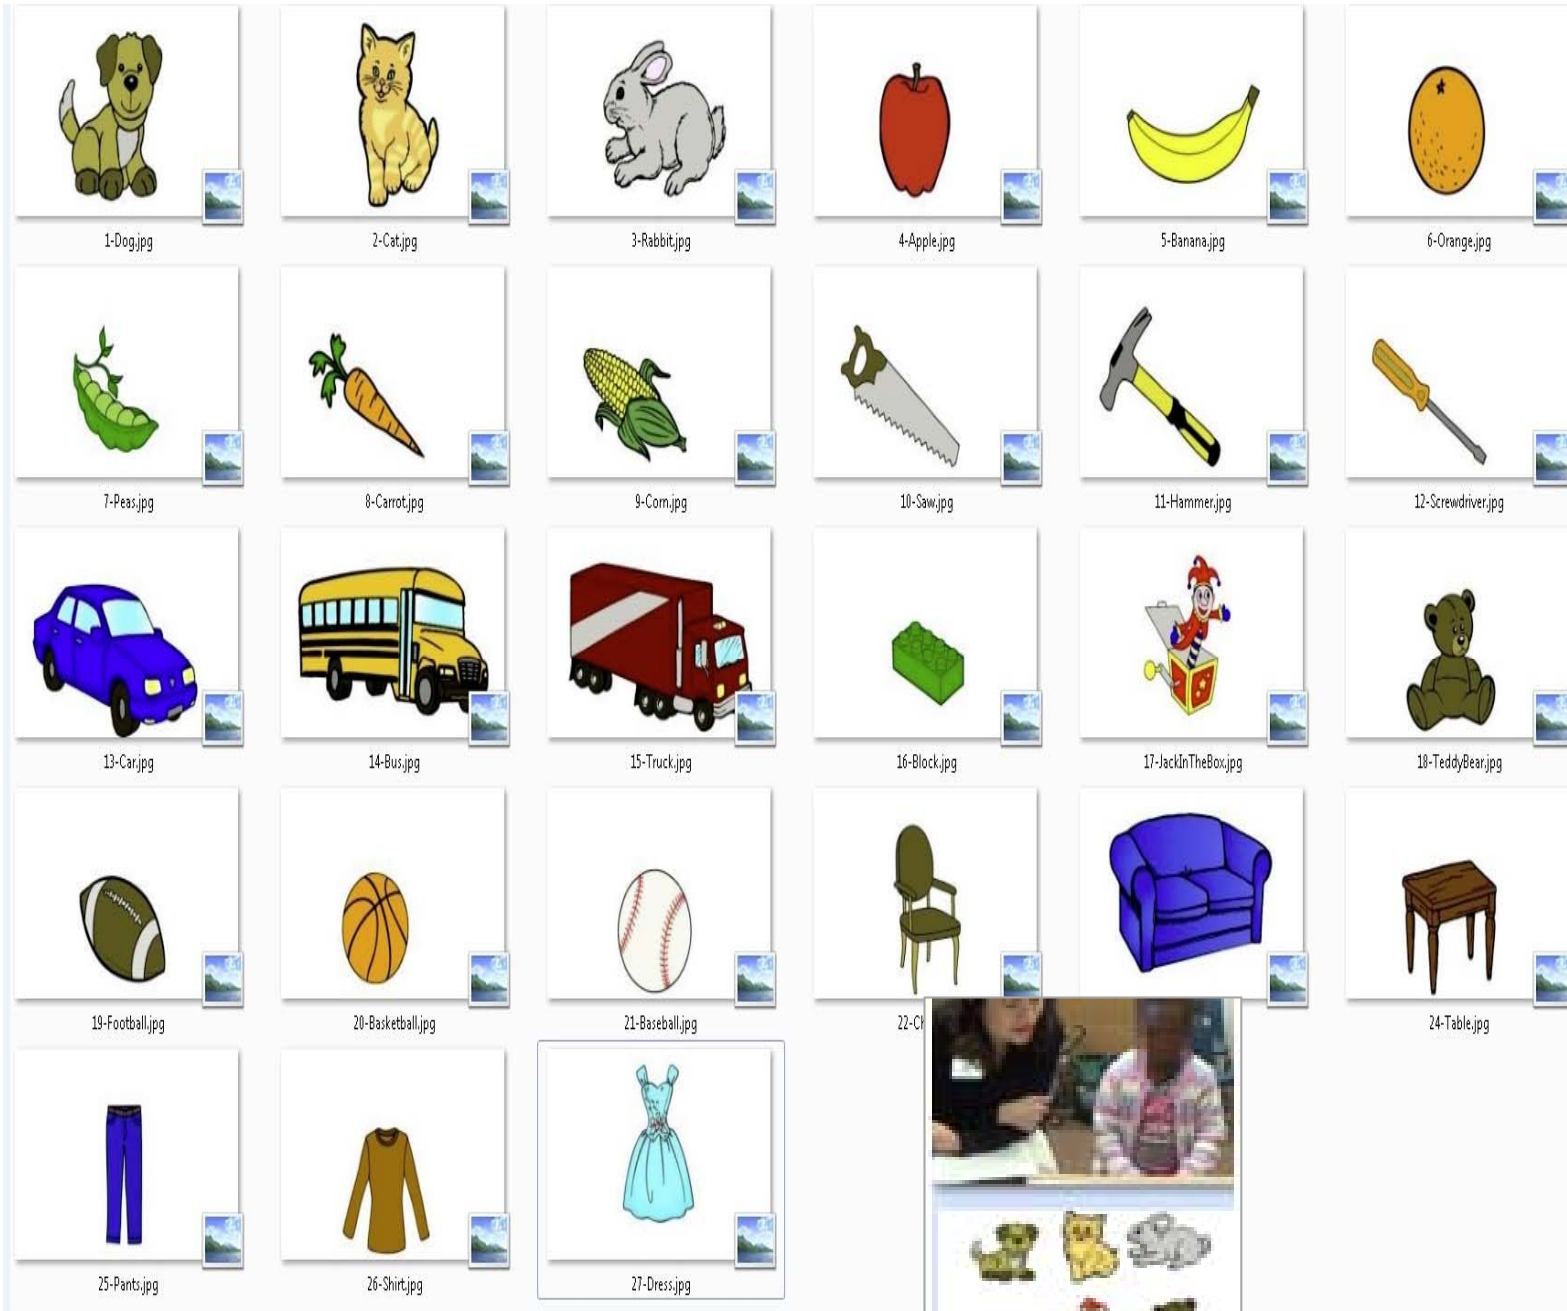 1-Dog.jpg
2-Cat.jpg
3-Rabbit.jpg
4-Apple.jpg
5-Banana.jpg
6-Orange.jpg
7-Peas.jpg
8-Carrot.jpg
9-Corn.jpg
10-Saw.jpg
11-Hammer.jpg
12-Screwdriver.jpg
13-Car.jpg
14-Bus.jpg
15-Truck.jpg
16-Block.jpg
17-JackInTheBox.jpg
18-TeddyBear.jpg
19-Football.jpg
20-Basketball.jpg
21-Baseball.jpg
22-Ch
24-Table.jpg
25-Pants.jpg
26-Shirt.jpg
27-Dress.jpg